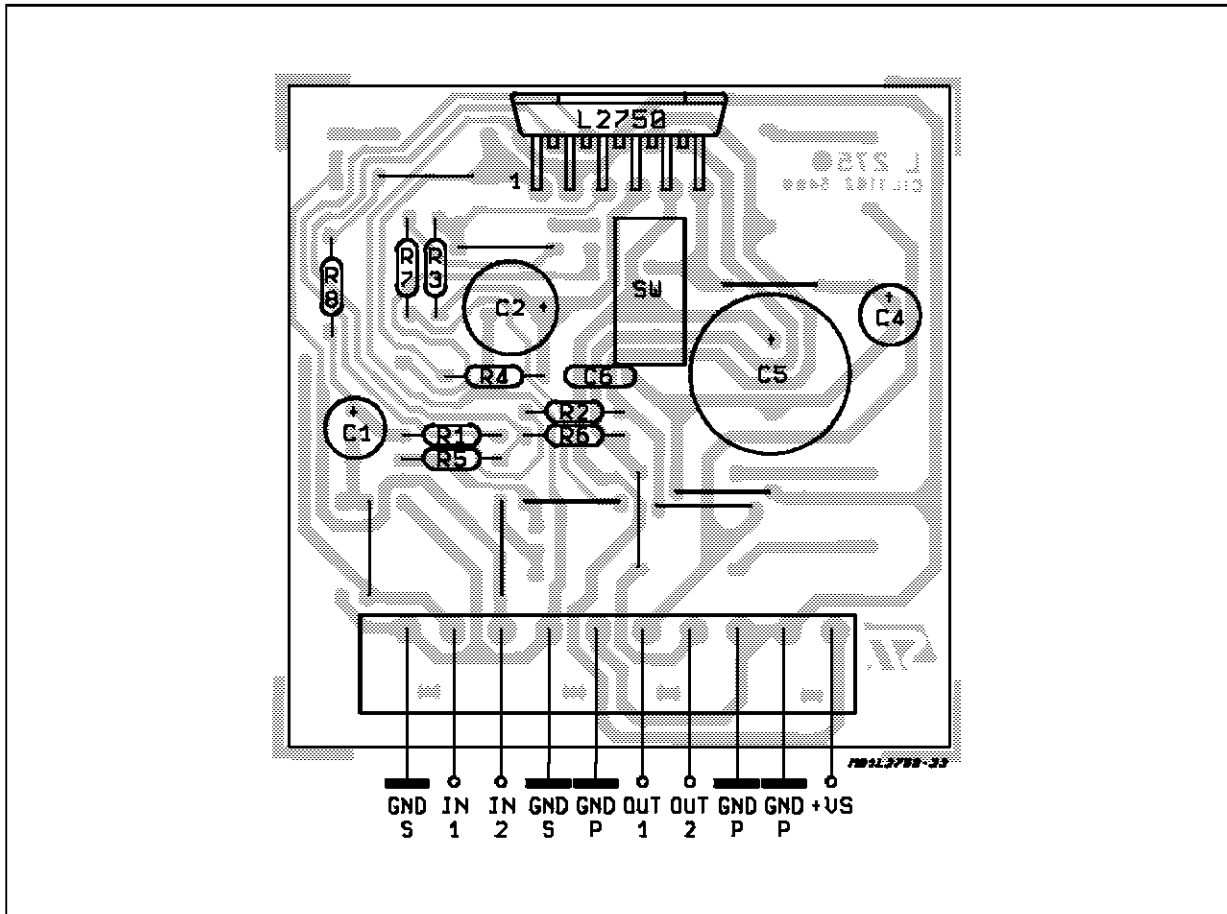 L2750
1
L 275
R8
R7
R3
C2
SW
C5
C4
R4
C6
R2
R6
C1
R1
R5
GND S
IN 1
IN 2
GND S
GND P
OUT 1
OUT 2
GND P
GND P
+VS